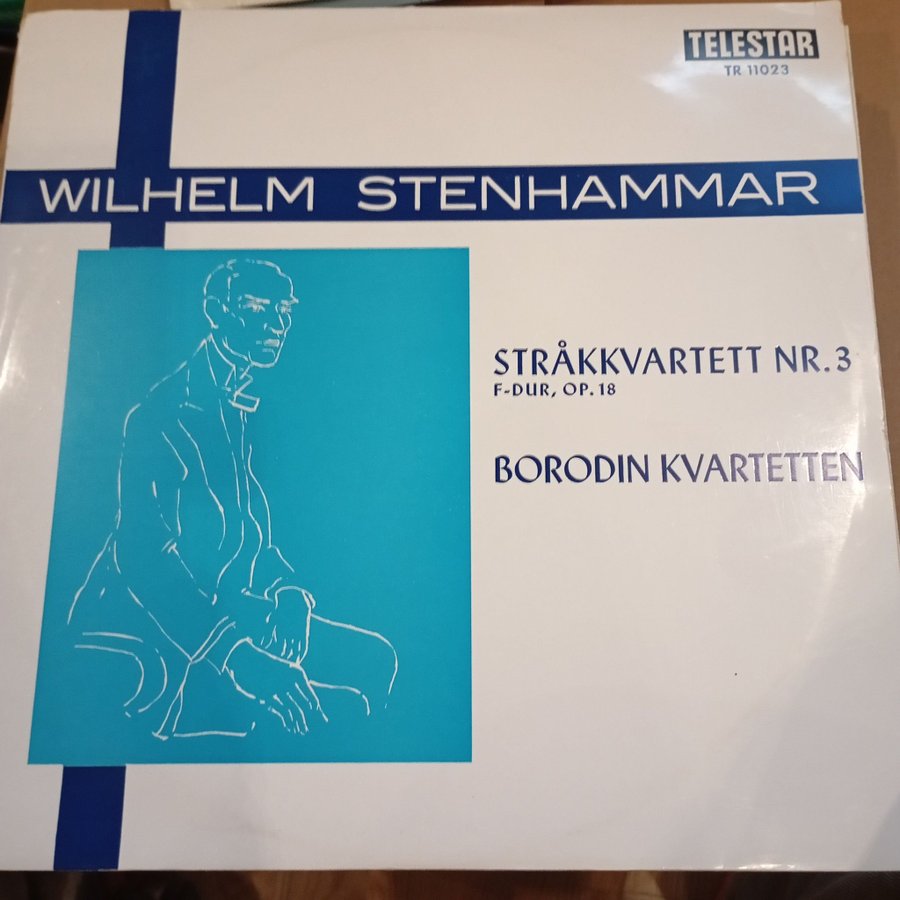 TELESTAR
TR 11023
WILHELM STENHAMMAR
STRÅKKVARTETT NR. 3
F-DUR, OP. 18
BORODIN KVARTETTEN